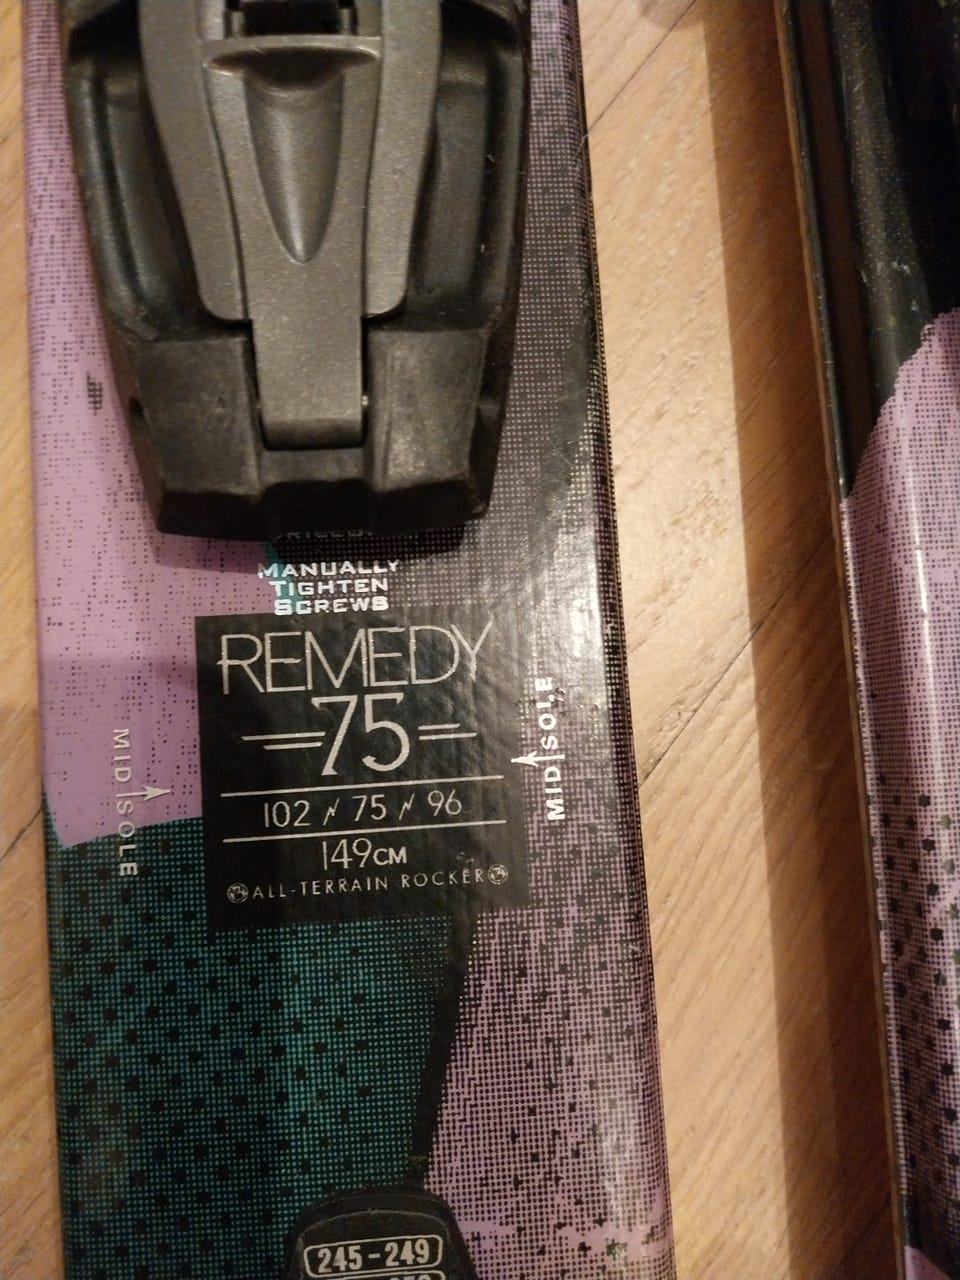 MANUALLY
TIGHTEN
SCREWS
REMEDY
75
102 / 75 / 96
149CM
ALL-TERRAIN ROCKER
MID SOLE
MID SOLE
245-249